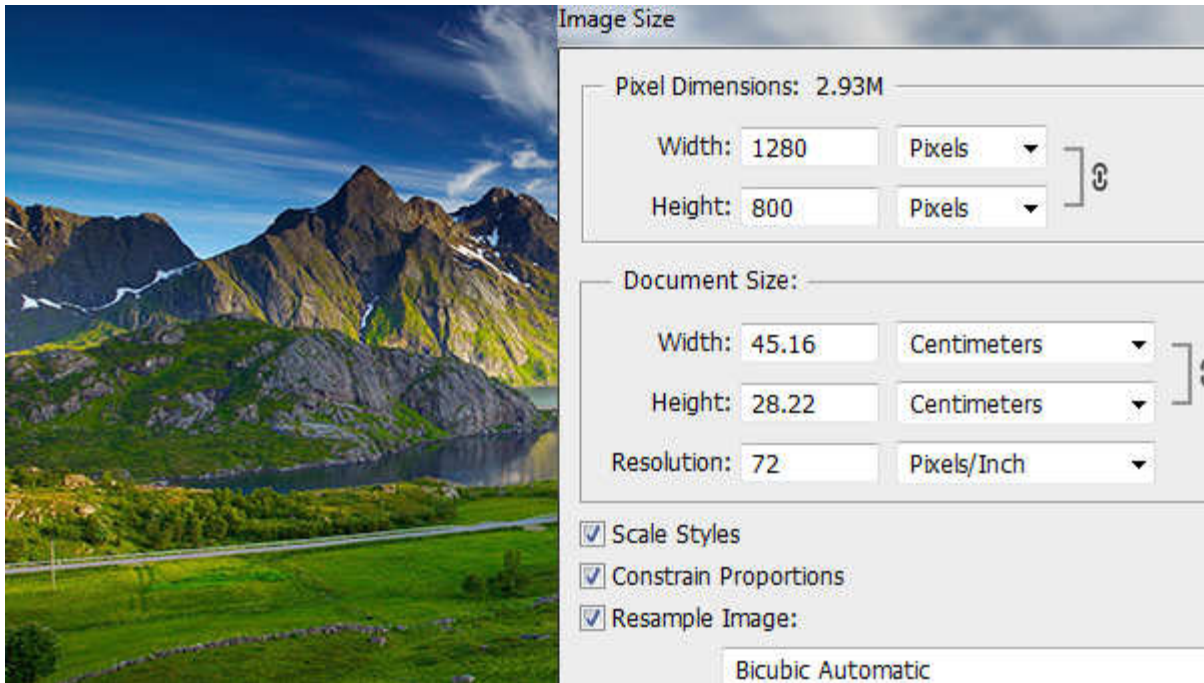 Image Size
Pixel Dimensions: 2.93M
Width: 1280 Pixels
Height: 800 Pixels
Document Size:
Width: 45.16 Centimeters
Height: 28.22 Centimeters
Resolution: 72 Pixels/Inch
Scale Styles
Constrain Proportions
Resample Image:
Bicubic Automatic